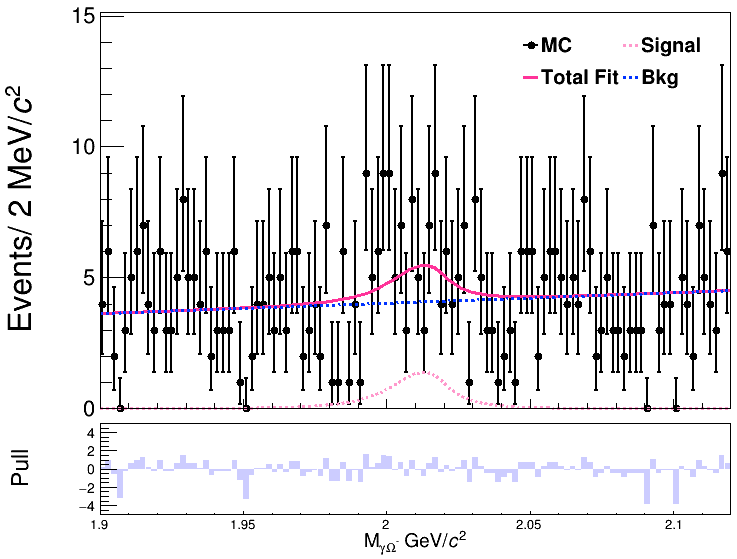 15
10
5
0
Events/ 2 MeV/c²
MC
Signal
Total Fit
Bkg
4
2
0
−2
−4
Pull
1.9
1.95
2
2.05
2.1
M_γΩ⁻ GeV/c²